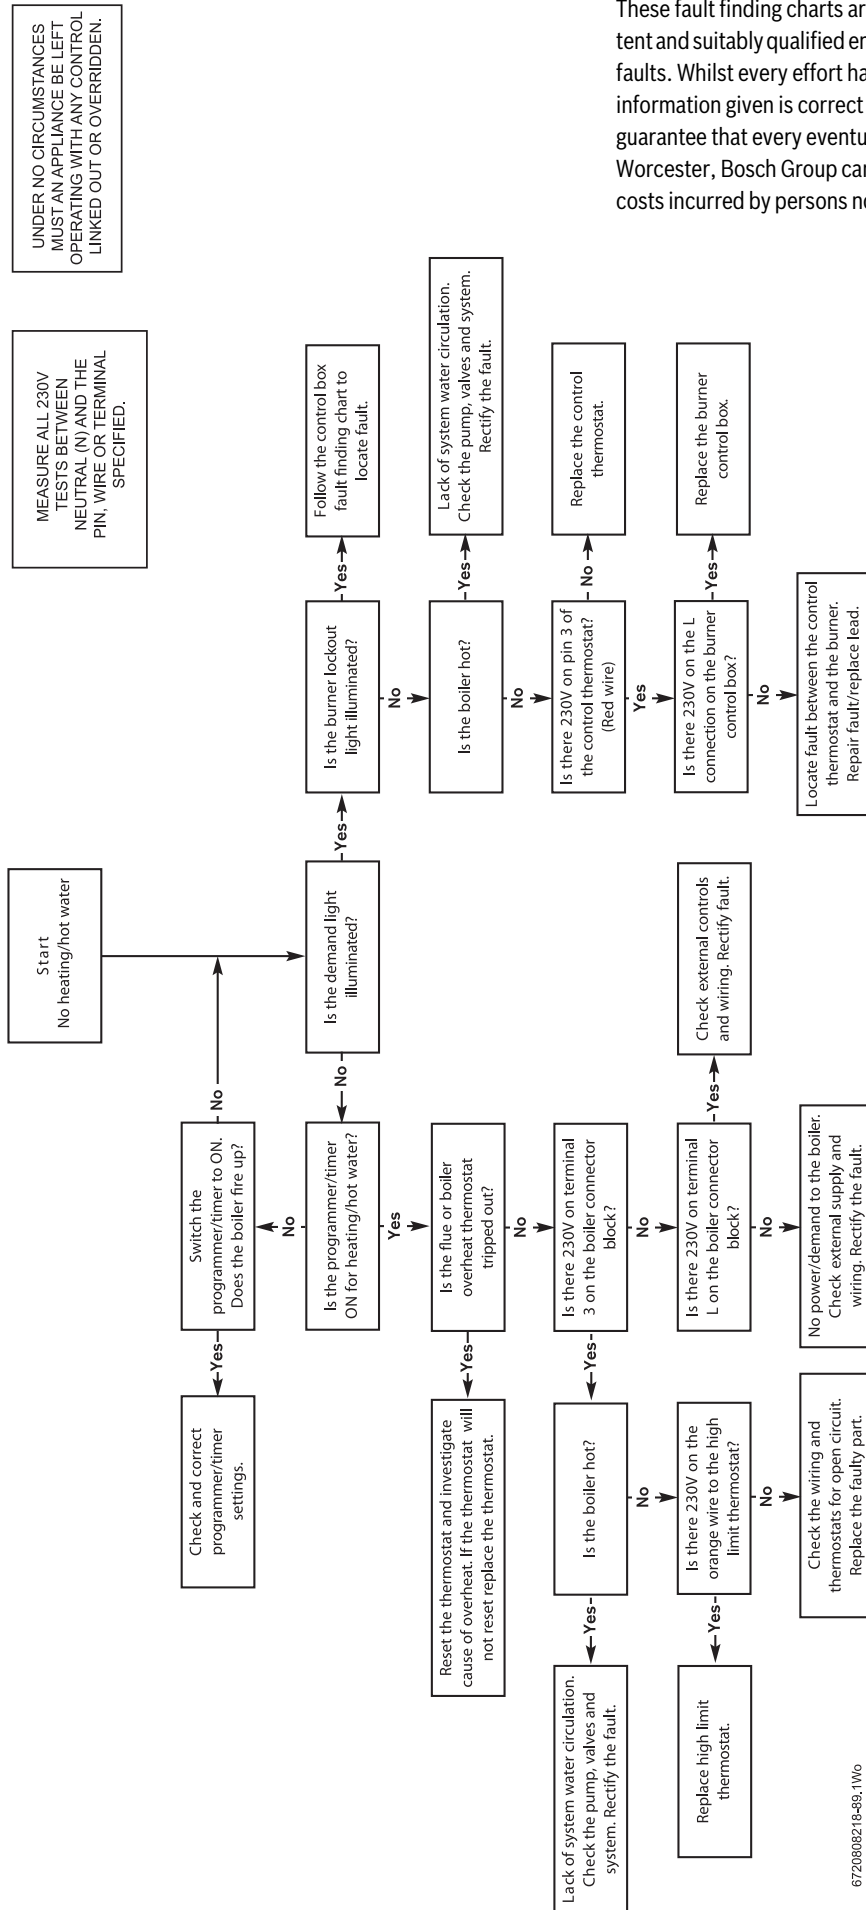 These fault finding charts ar
tent and suitably qualified en
faults. Whilst every effort ha
information given is correct
guarantee that every eventu
Worcester, Bosch Group can
costs incurred by persons no
UNDER NO CIRCUMSTANCES
MUST AN APPLIANCE BE LEFT
OPERATING WITH ANY CONTROL
LINKED OUT OR OVERRIDDEN.
MEASURE ALL 230V
TESTS BETWEEN
NEUTRAL (N) AND THE
PIN, WIRE OR TERMINAL
SPECIFIED.
Start
No heating/hot water
Check and correct
programmer/timer
settings.
Yes
Switch the
programmer/timer to ON.
Does the boiler fire up?
No
No
Is the programmer/timer
ON for heating/hot water?
No
Is the demand light
illuminated?
Yes
Is the burner lockout
light illuminated?
Yes
Follow the control box
fault finding chart to
locate fault.
Yes
No
Reset the thermostat and investigate
cause of overheat. If the thermostat will
not reset replace the thermostat.
Yes
Is the flue or boiler
overheat thermostat
tripped out?
Is the boiler hot?
Yes
Lack of system water circulation.
Check the pump, valves and system.
Rectify the fault.
No
No
Lack of system water circulation.
Check the pump, valves and
system. Rectify the fault.
Yes
Is the boiler hot?
Yes
Is there 230V on terminal
3 on the boiler connector
block?
Is there 230V on pin 3 of
the control thermostat?
(Red wire)
No
Replace the control
thermostat.
No
No
Yes
Replace high limit
thermostat.
Yes
Is there 230V on the
orange wire to the high
limit thermostat?
Is there 230V on terminal
L on the boiler connector
block?
Yes
Check external controls
and wiring. Rectify fault.
Is there 230V on the L
connection on the burner
control box?
Yes
Replace the burner
control box.
No
No
No
Check the wiring and
thermostats for open circuit.
Replace the faulty part.
No power/demand to the boiler.
Check external supply and
wiring. Rectify the fault.
Locate fault between the control
thermostat and the burner.
Repair fault/replace lead.
6720808218-89.1Wo